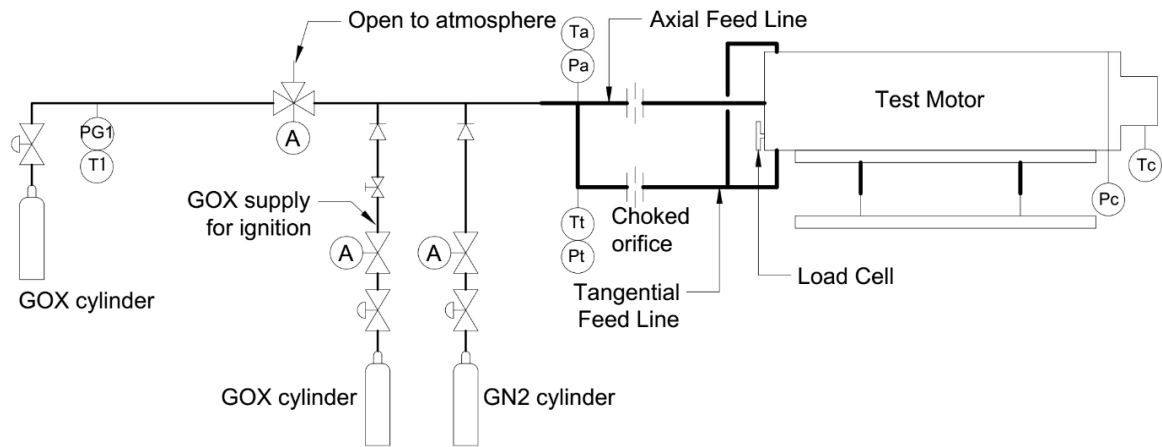 Open to atmosphere
Ta
Pa
Axial Feed Line
Test Motor
PG1
T1
A
Tc
Pc
GOX supply
for ignition
A
A
Tt
Pt
Choked
orifice
Load Cell
Tangential
Feed Line
GOX cylinder
GOX cylinder
GN2 cylinder